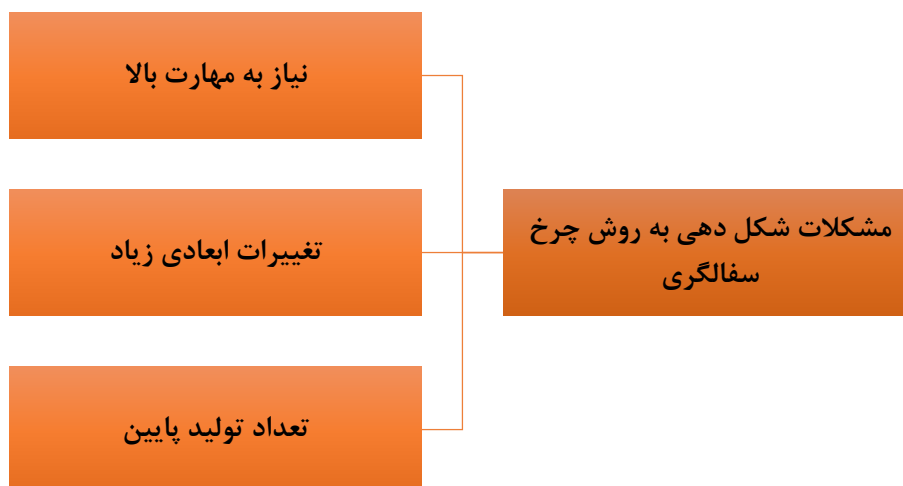 مشکلات شکل دهی به روش چرخ
سفالگری
نیاز به مهارت بالا
تغییرات ابعادی زیاد
تعداد تولید پایین